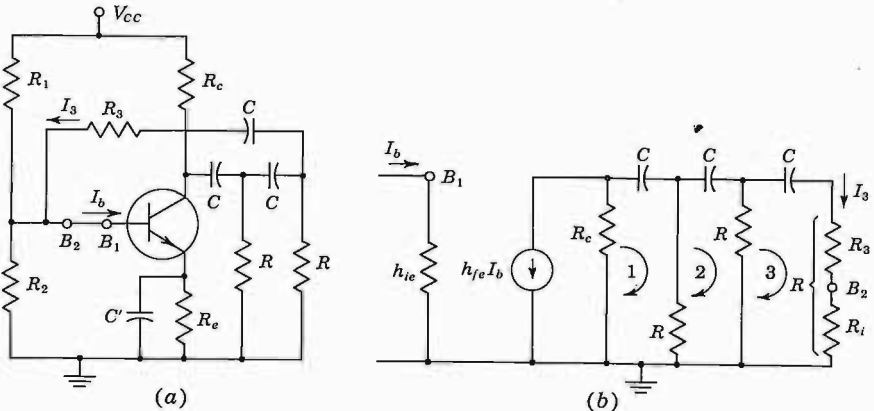 V_CC
R_1
R_c
I_3
R_3
C
I_b
C
C
B_2
B_1
R_2
R
R
C'
R_e
(a)
I_b
B_1
h_ie
h_fe I_b
C
C
C
I_3
R_c
R
R_3
1
2
3
R
B_2
R
R_i
(b)